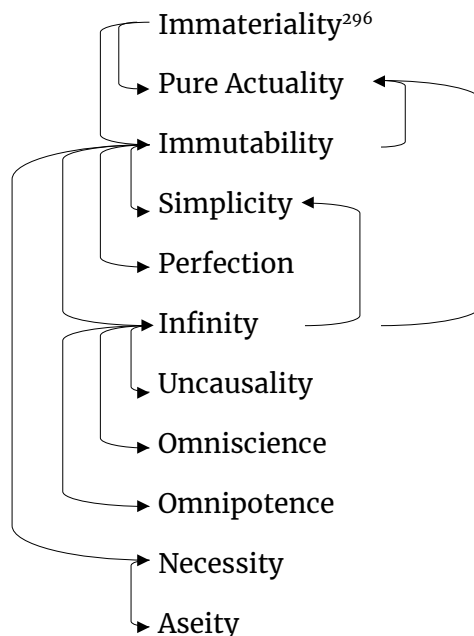 Immateriality²⁹⁶
Pure Actuality
Immutability
Simplicity
Perfection
Infinity
Uncausality
Omniscience
Omnipotence
Necessity
Aseity